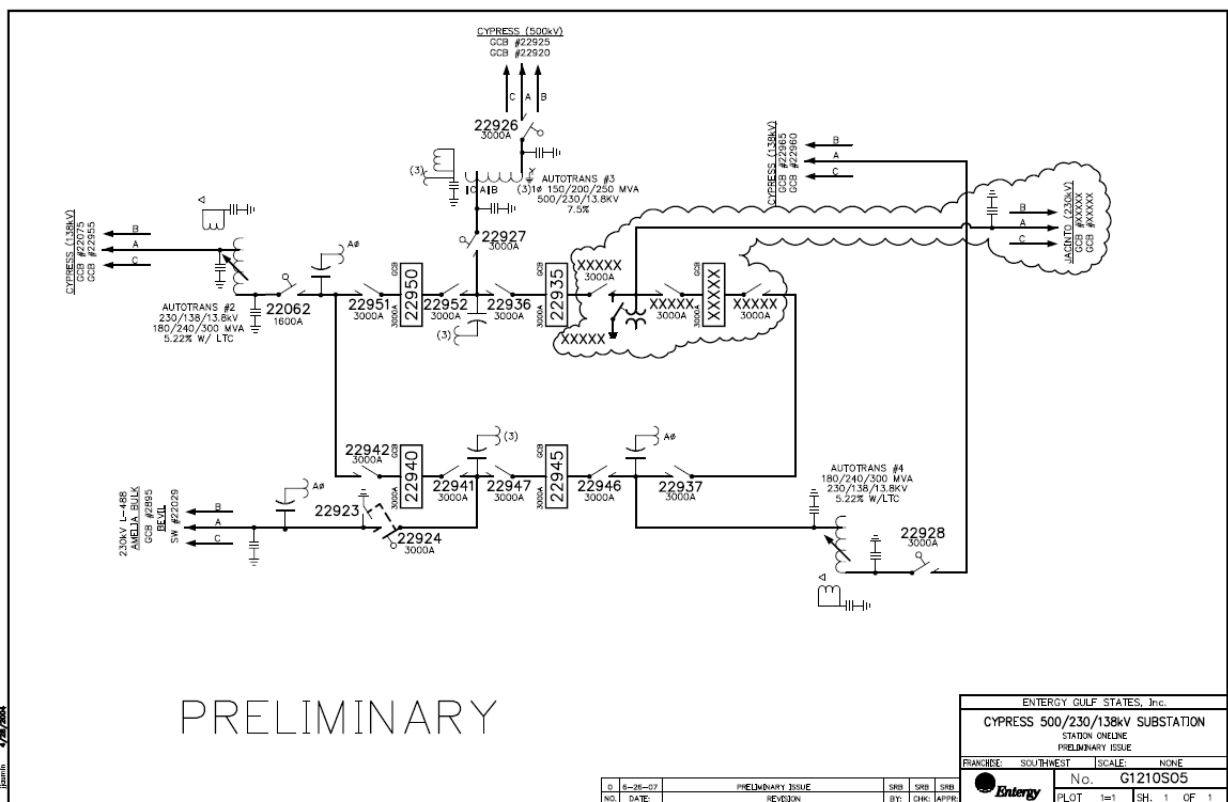 CYPRESS (500kV)
GCB #22925
GCB #22920
C A B
22926
3000A
(3)
AUTOTRANS #3
(3)1ø 150/200/250 MVA
500/230/13.8KV
7.5%
C A B
Y
22927
3000A
CYPRESS (138kV)
GCB #22965
GCB #22960
B
A
C
B
A
C
JACINTO (230kV)
GCB #XXXXX
GCB #XXXXX
CYPRESS (138kV)
GCB #22075
GCB #22955
B
A
C
AUTOTRANS #2
230/138/13.8kV
180/240/300 MVA
5.22% W/ LTC
22062
1600A
Aø
22951
3000A
GCB
22950
3000A
22952
3000A
(3)
22936
3000A
GCB
22935
3000A
XXXXX
3000A
XXXXX
XXXXX
3000A
GCB
XXXXX
3000A
XXXXX
3000A
22942
3000A
GCB
22940
3000A
22941
3000A
(3)
22947
3000A
GCB
22945
3000A
22946
3000A
Aø
22937
3000A
AUTOTRANS #4
180/240/300 MVA
230/138/13.8KV
5.22% W/LTC
22928
3000A
230kV L-488
AMELIA BULK
GCB #2895
BEVIL
SW #22029
B
A
C
Aø
22923
22924
3000A
PRELIMINARY
4/28/2004
ENTERGY GULF STATES, Inc.
CYPRESS 500/230/138kV SUBSTATION
STATION ONELINE
PRELIMINARY ISSUE
FRANCHISE: SOUTHWEST SCALE: NONE
Entergy
No. G1210S05
PLOT 1=1 SH. 1 OF 1
0 6-26-07 PRELIMINARY ISSUE SRB SRB SRB
NO. DATE: REVISION BY: CHK: APPR: